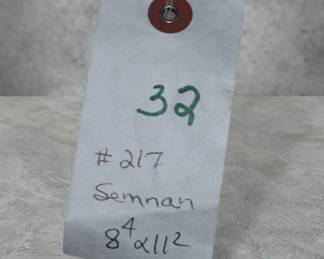 32
#217
Semnan
8⁴x11²